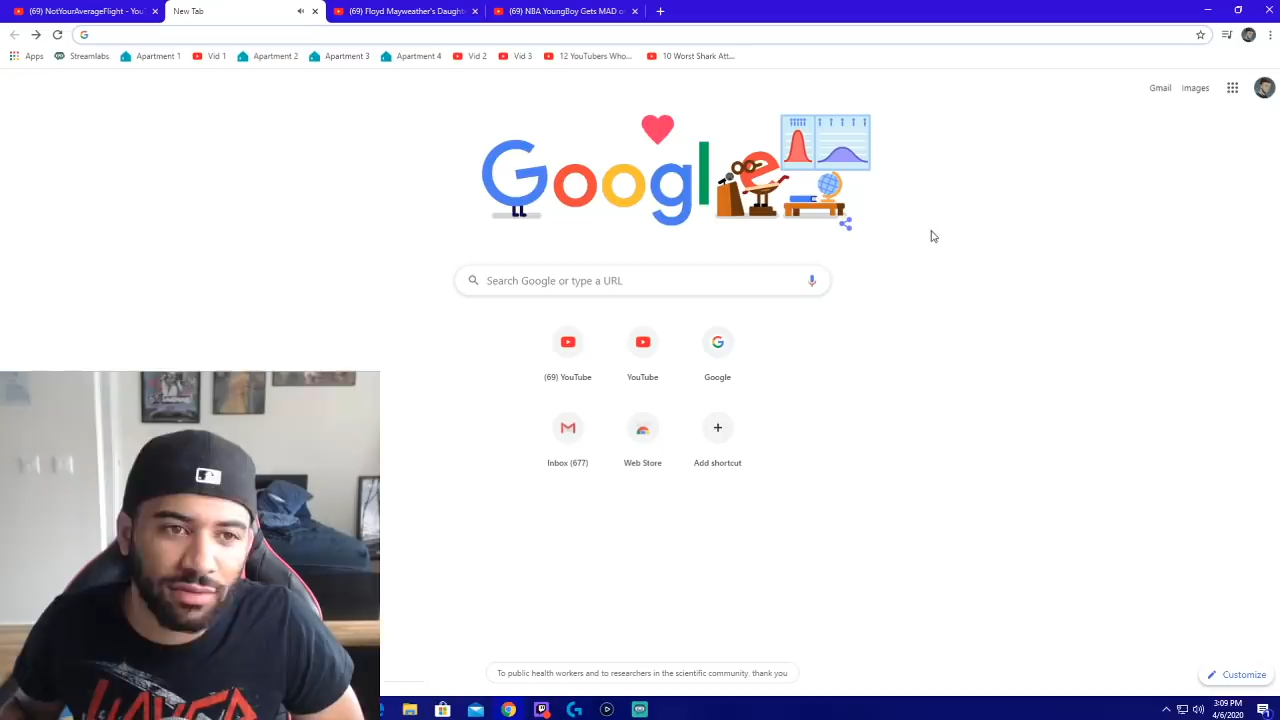 (69) NotYourAverageFlight - You
New Tab
(69) Floyd Mayweather's Daught
(69) NBA YoungBoy Gets MAD
Apps
Streamlabs
Apartment 1
Vid 1
Apartment 2
Apartment 3
Apartment 4
Vid 2
Vid 3
12 YouTubers Who...
10 Worst Shark Att...
Gmail
Images
Google
Search Google or type a URL
(69) YouTube
YouTube
Google
Inbox (677)
Web Store
Add shortcut
To public health workers and to researchers in the scientific community, thank you
Customize
SLAYER
3:09 PM
4/6/2020